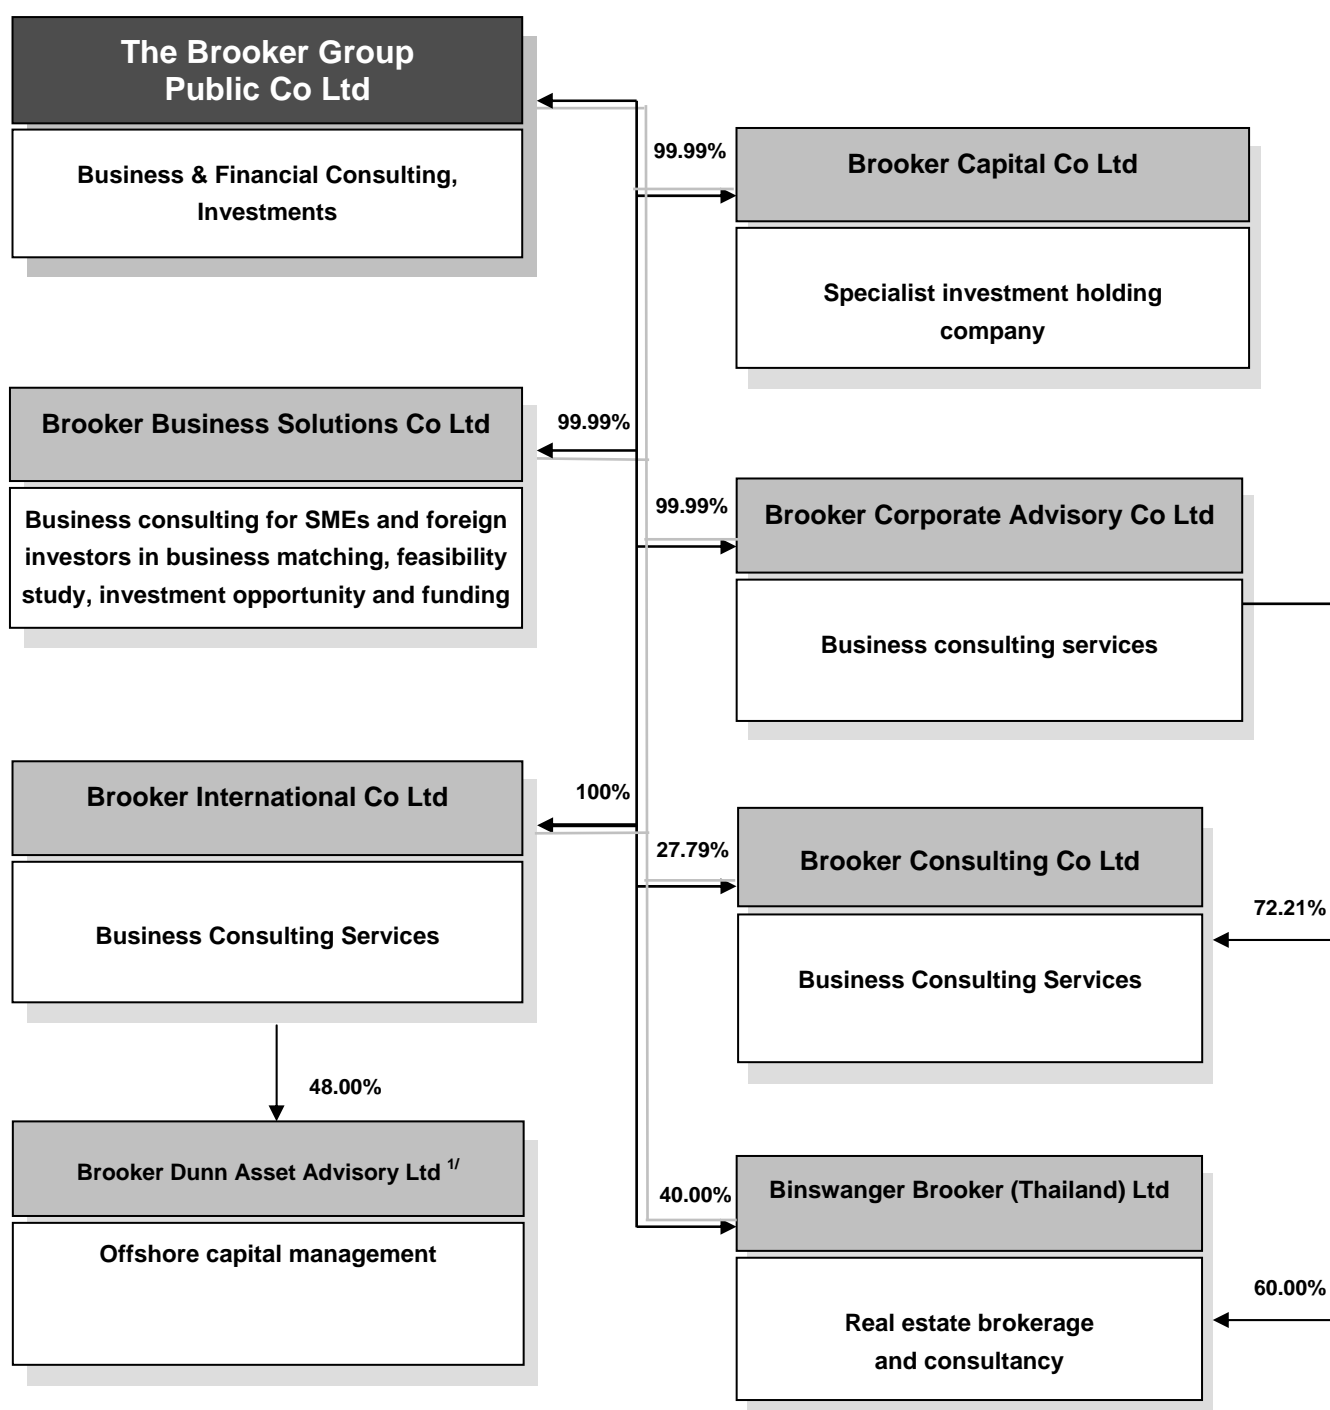 The Brooker Group
Public Co Ltd
Business & Financial Consulting,
Investments
99.99%
Brooker Capital Co Ltd
Specialist investment holding
company
Brooker Business Solutions Co Ltd
99.99%
Business consulting for SMEs and foreign
investors in business matching, feasibility
study, investment opportunity and funding
99.99%
Brooker Corporate Advisory Co Ltd
Business consulting services
Brooker International Co Ltd
100%
Business Consulting Services
27.79%
Brooker Consulting Co Ltd
72.21%
Business Consulting Services
48.00%
Brooker Dunn Asset Advisory Ltd 1/
Offshore capital management
40.00%
Binswanger Brooker (Thailand) Ltd
60.00%
Real estate brokerage
and consultancy